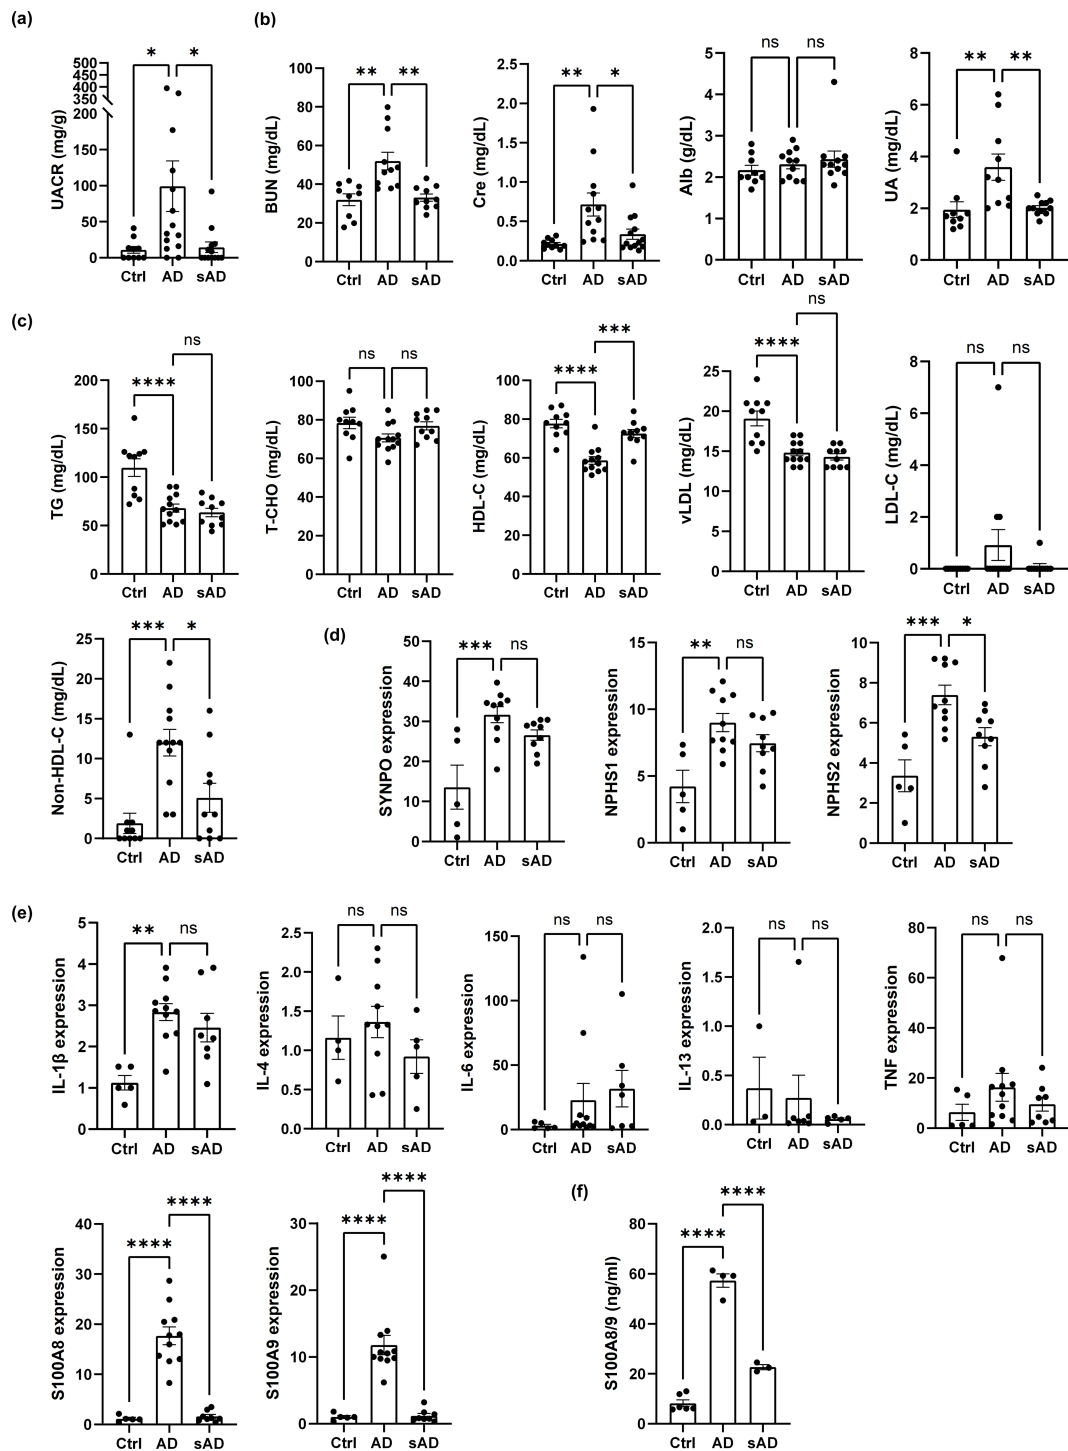 (a)
(b)
UACR (mg/g)
500
450
400
350
200
150
100
50
0
* *
Ctrl AD sAD
BUN (mg/dL)
100
80
60
40
20
0
** **
Ctrl AD sAD
Cre (mg/dL)
2.5
2.0
1.5
1.0
0.5
0.0
** *
Ctrl AD sAD
Alb (g/dL)
5
4
3
2
1
0
ns ns
Ctrl AD sAD
UA (mg/dL)
8
6
4
2
0
** **
Ctrl AD sAD
(c)
TG (mg/dL)
200
150
100
50
0
**** ns
Ctrl AD sAD
T-CHO (mg/dL)
100
80
60
40
20
0
ns ns
Ctrl AD sAD
HDL-C (mg/dL)
100
80
60
40
20
0
**** ***
Ctrl AD sAD
vLDL (mg/dL)
25
20
15
10
5
0
**** ns
Ctrl AD sAD
LDL-C (mg/dL)
8
6
4
2
0
ns ns
Ctrl AD sAD
Non-HDL-C (mg/dL)
25
20
15
10
5
0
*** *
Ctrl AD sAD
(d)
SYNPO expression
50
40
30
20
10
0
*** ns
Ctrl AD sAD
NPHS1 expression
15
10
5
0
** ns
Ctrl AD sAD
NPHS2 expression
10
8
6
4
2
0
*** *
Ctrl AD sAD
(e)
IL-1β expression
5
4
3
2
1
0
** ns
Ctrl AD sAD
IL-4 expression
2.5
2.0
1.5
1.0
0.5
0.0
ns ns
Ctrl AD sAD
IL-6 expression
150
100
50
0
ns ns
Ctrl AD sAD
IL-13 expression
2.0
1.5
1.0
0.5
0.0
ns ns
Ctrl AD sAD
TNF expression
80
60
40
20
0
ns ns
Ctrl AD sAD
S100A8 expression
40
30
20
10
0
**** ****
Ctrl AD sAD
S100A9 expression
30
20
10
0
**** ****
Ctrl AD sAD
(f)
S100A8/9 (ng/ml)
80
60
40
20
0
**** ****
Ctrl AD sAD